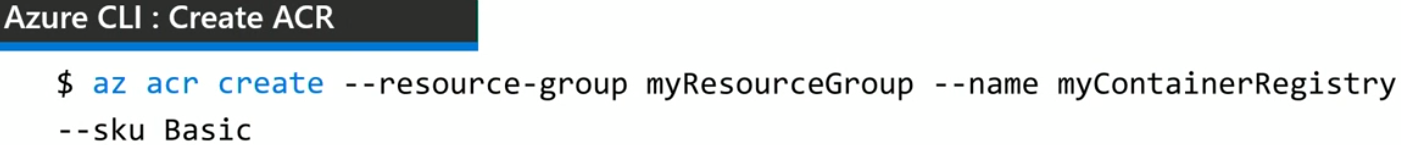 Azure CLI : Create ACR
$ az acr create --resource-group myResourceGroup --name myContainerRegistry
--sku Basic